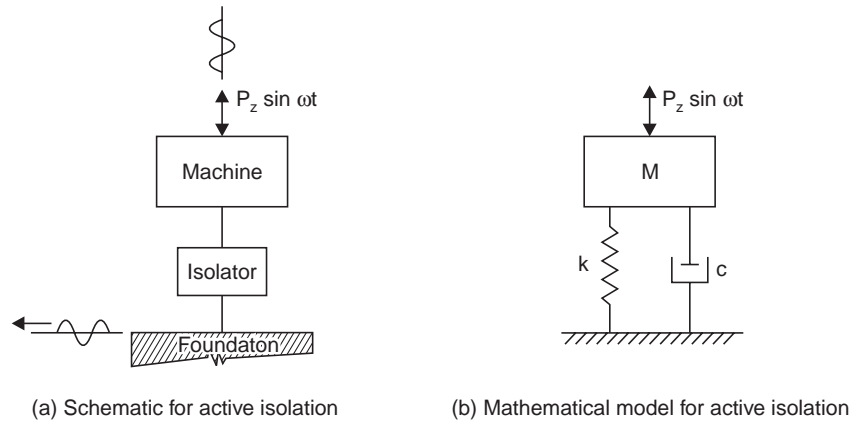 P_z sin ωt
Machine
Isolator
Foundaton
(a) Schematic for active isolation
P_z sin ωt
M
k
c
(b) Mathematical model for active isolation